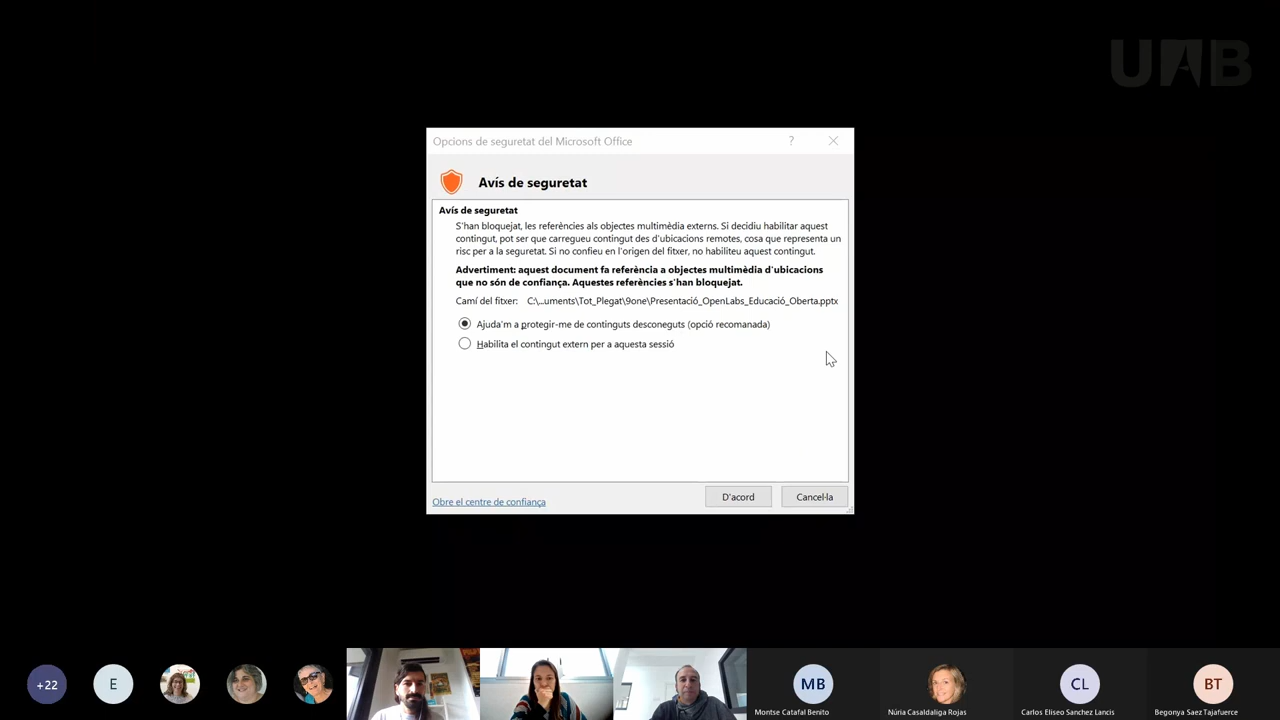 UAB
Opcions de seguretat del Microsoft Office
Avís de seguretat
Avís de seguretat
S'han bloquejat, les referències als objectes multimèdia externs. Si decidiu habilitar aquest
contingut, pot ser que carregueu contingut des d'ubicacions remotes, cosa que representa un
risc per a la seguretat. Si no confieu en l'origen del fitxer, no habiliteu aquest contingut.
Advertiment: aquest document fa referència a objectes multimèdia d'ubicacions
que no són de confiança. Aquestes referències s'han bloquejat.
Camí del fitxer: C:\...uments\Tot_Plegat\9one\Presentació_OpenLabs_Educació_Oberta.pptx
Ajuda'm a protegir-me de continguts desconeguts (opció recomanada)
Habilita el contingut extern per a aquesta sessió
Obre el centre de confiança
D'acord
Cancel·la
+22
E
MB
CL
BT
Montse Catafal Benito
Núria Casaldaliga Rojas
Carlos Eliseo Sanchez Lancis
Begonya Saez Tajafuerce